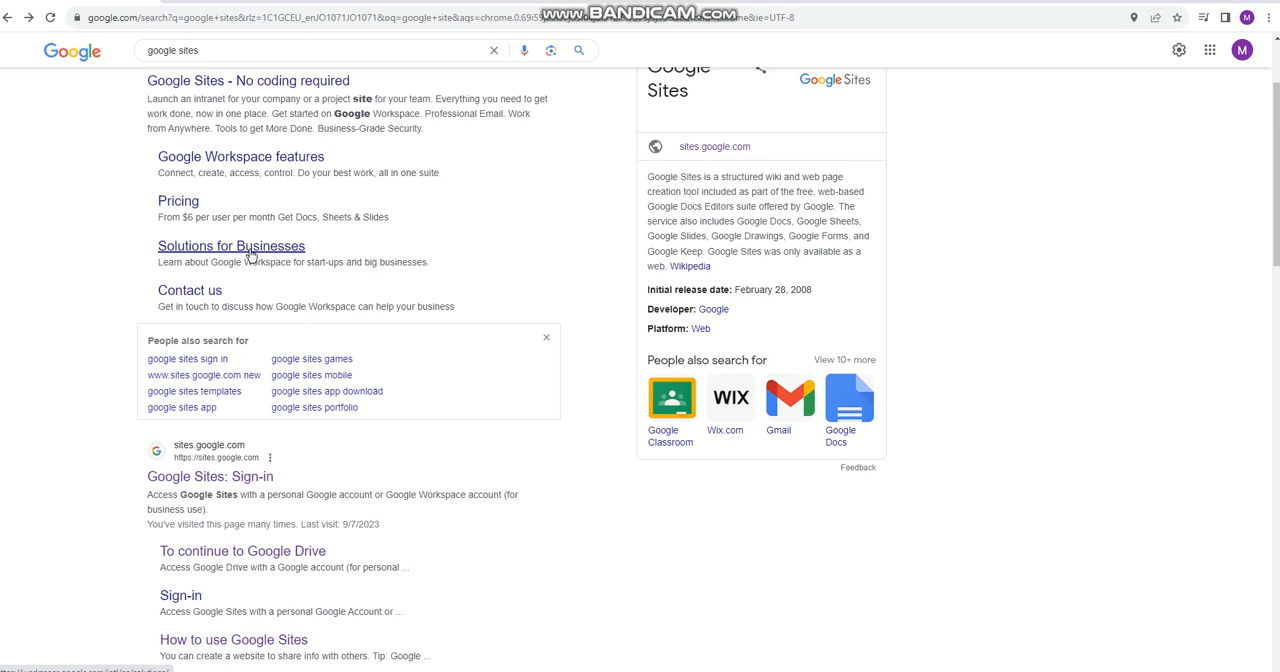 google.com/search?q=google+sites&rlz=1C1GCEU_enJO1071JO1071&oq=google+site&aqs=chrome.0.69i59
www.BANDICAM.com
me&ie=UTF-8
M
Google
google sites
M
Google Sites - No coding required
Launch an intranet for your company or a project site for your team. Everything you need to get
work done, now in one place. Get started on Google Workspace. Professional Email. Work
from Anywhere. Tools to get More Done. Business-Grade Security.
Google Workspace features
Connect, create, access, control. Do your best work, all in one suite
Pricing
From $6 per user per month Get Docs, Sheets & Slides
Solutions for Businesses
Learn about Google Workspace for start-ups and big businesses.
Contact us
Get in touch to discuss how Google Workspace can help your business
People also search for
google sites sign in
google sites games
www.sites.google.com new
google sites mobile
google sites templates
google sites app download
google sites app
google sites portfolio
sites.google.com
https://sites.google.com
Google Sites: Sign-in
Access Google Sites with a personal Google account or Google Workspace account (for
business use).
You've visited this page many times. Last visit: 9/7/2023
To continue to Google Drive
Access Google Drive with a Google account (for personal ...
Sign-in
Access Google Sites with a personal Google Account or ...
How to use Google Sites
You can create a website to share info with others. Tip: Google ...
Google
Sites
Google Sites
sites.google.com
Google Sites is a structured wiki and web page
creation tool included as part of the free, web-based
Google Docs Editors suite offered by Google. The
service also includes Google Docs, Google Sheets,
Google Slides, Google Drawings, Google Forms, and
Google Keep. Google Sites was only available as a
web. Wikipedia
Initial release date: February 28, 2008
Developer: Google
Platform: Web
People also search for
View 10+ more
WIX
Google
Classroom
Wix.com
Gmail
Google
Docs
Feedback